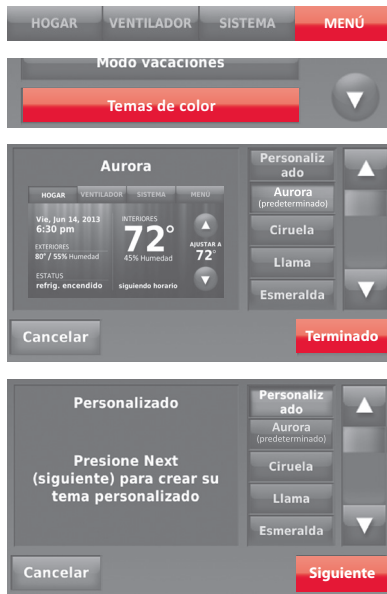 HOGAR VENTILADOR SISTEMA MENÚ
Modo vacaciones
Temas de color
Aurora
HOGAR VENTILADOR SISTEMA MENÚ
Vie, Jun 14, 2013
6:30 pm
EXTERIORES
80° / 55% Humedad
ESTATUS
refrig. encendido
INTERIORES
72°
45% Humedad
siguiendo horario
AJUSTAR A
72°
Personaliz
ado
Aurora
(predeterminado)
Ciruela
Llama
Esmeralda
Cancelar
Terminado
Personalizado
Presione Next
(siguiente) para crear su
tema personalizado
Personaliz
ado
Aurora
(predeterminado)
Ciruela
Llama
Esmeralda
Cancelar
Siguiente